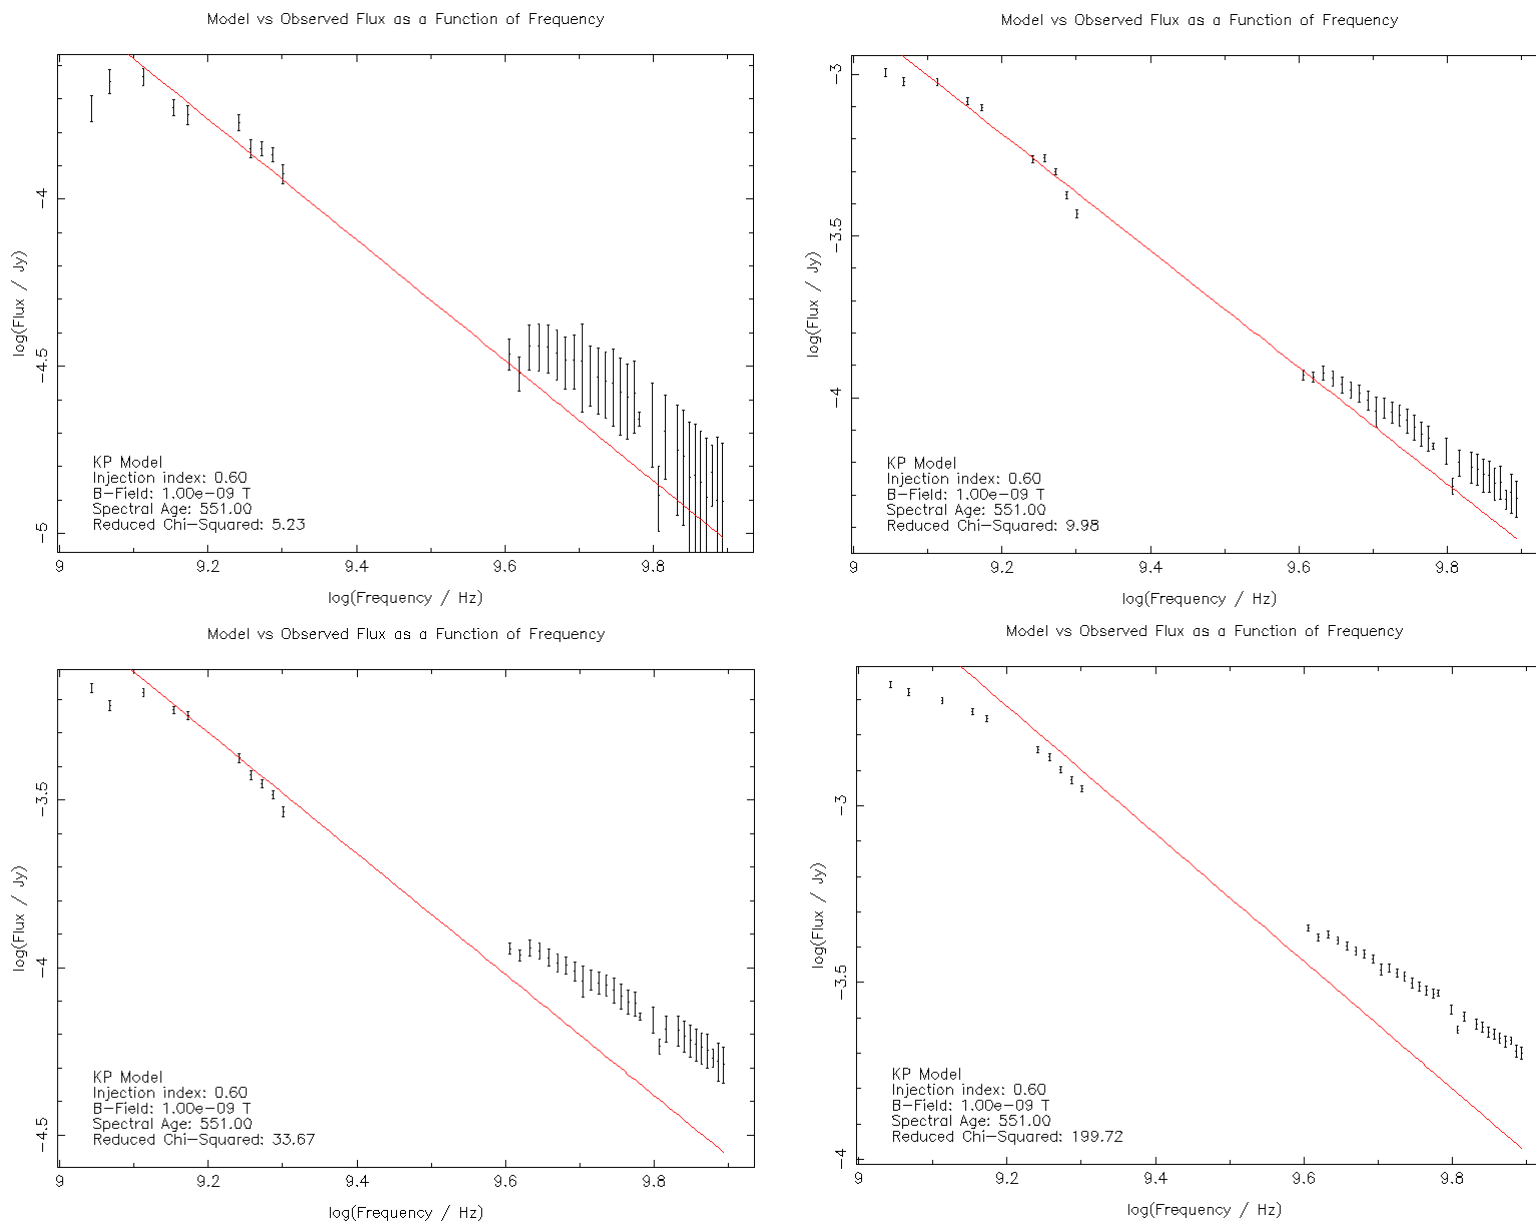 Model vs Observed Flux as a Function of Frequency
log(Flux / Jy)
-4
-4.5
-5
KP Model
Injection index: 0.60
B-Field: 1.00e-09 T
Spectral Age: 551.00
Reduced Chi-Squared: 5.23
9 9.2 9.4 9.6 9.8
log(Frequency / Hz)
Model vs Observed Flux as a Function of Frequency
log(Flux / Jy)
-3
-3.5
-4
KP Model
Injection index: 0.60
B-Field: 1.00e-09 T
Spectral Age: 551.00
Reduced Chi-Squared: 9.98
9 9.2 9.4 9.6 9.8
log(Frequency / Hz)
Model vs Observed Flux as a Function of Frequency
log(Flux / Jy)
-3.5
-4
-4.5
KP Model
Injection index: 0.60
B-Field: 1.00e-09 T
Spectral Age: 551.00
Reduced Chi-Squared: 33.67
9 9.2 9.4 9.6 9.8
log(Frequency / Hz)
Model vs Observed Flux as a Function of Frequency
log(Flux / Jy)
-3
-3.5
-4
KP Model
Injection index: 0.60
B-Field: 1.00e-09 T
Spectral Age: 551.00
Reduced Chi-Squared: 199.72
9 9.2 9.4 9.6 9.8
log(Frequency / Hz)